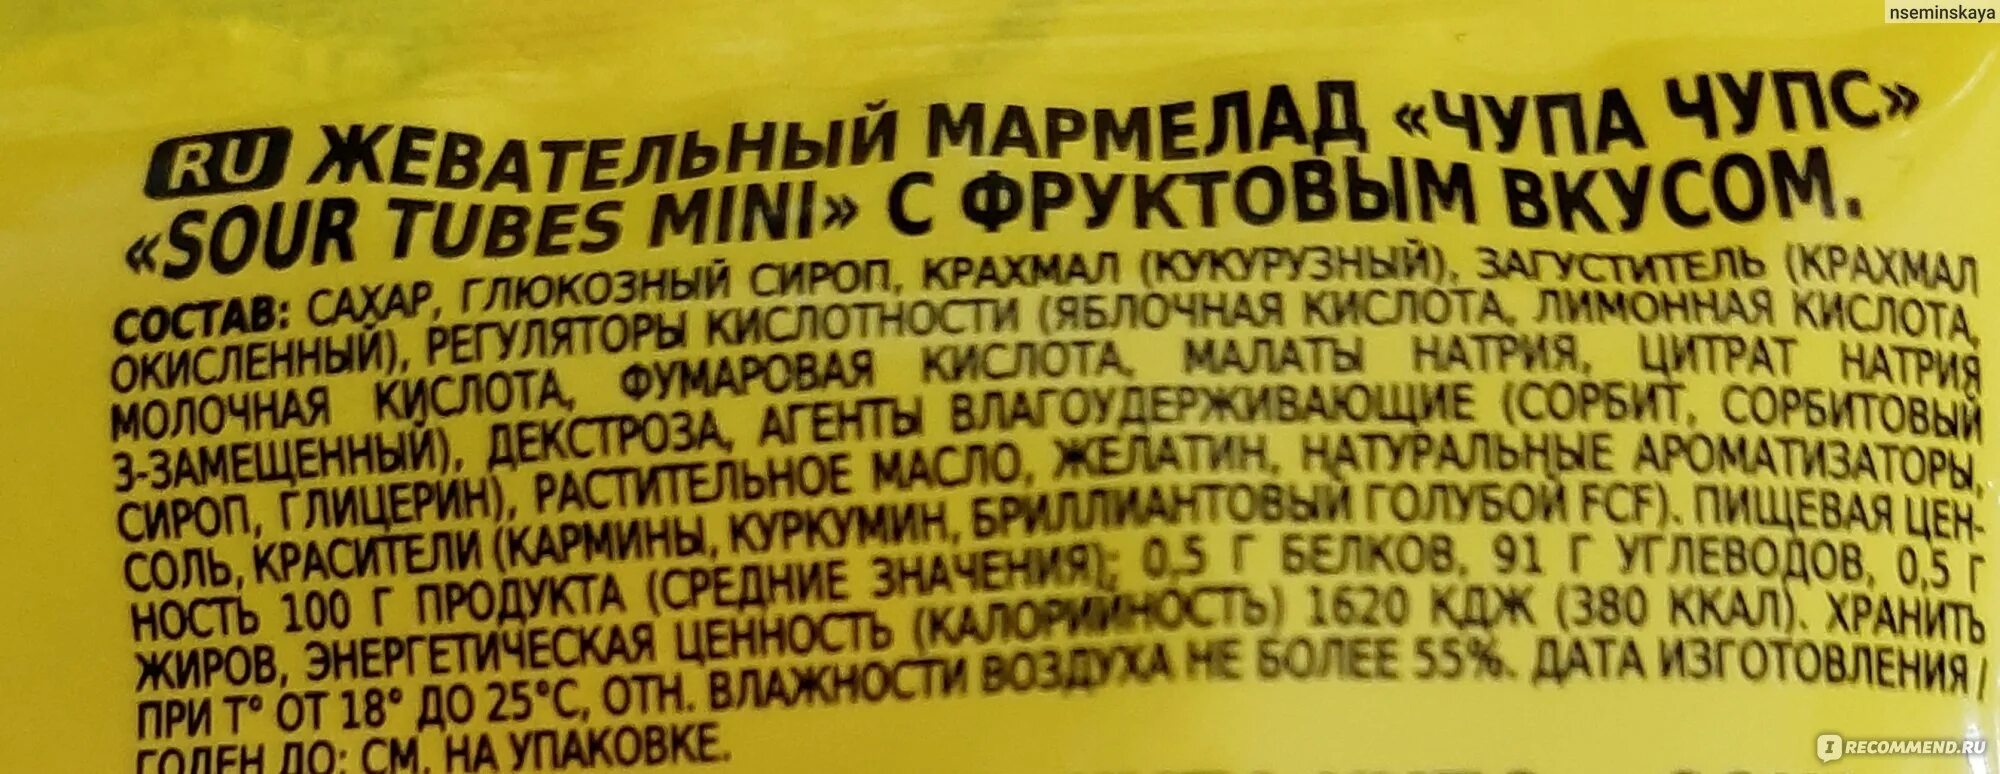 nseminskaya
RU ЖЕВАТЕЛЬНЫЙ МАРМЕЛАД «ЧУПА ЧУПС»
«SOUR TUBES MINI» С ФРУКТОВЫМ ВКУСОМ.
СОСТАВ: САХАР, ГЛЮКОЗНЫЙ СИРОП, КРАХМАЛ (КУКУРУЗНЫЙ), ЗАГУСТИТЕЛЬ (КРАХМАЛ
ОКИСЛЕННЫЙ), РЕГУЛЯТОРЫ КИСЛОТНОСТИ (ЯБЛОЧНАЯ КИСЛОТА, ЛИМОННАЯ КИСЛОТА,
МОЛОЧНАЯ КИСЛОТА, ФУМАРОВАЯ КИСЛОТА, МАЛАТЫ НАТРИЯ, ЦИТРАТ НАТРИЯ
3-ЗАМЕЩЕННЫЙ), ДЕКСТРОЗА, АГЕНТЫ ВЛАГОУДЕРЖИВАЮЩИЕ (СОРБИТ, СОРБИТОВЫЙ
СИРОП, ГЛИЦЕРИН), РАСТИТЕЛЬНОЕ МАСЛО, ЖЕЛАТИН, НАТУРАЛЬНЫЕ АРОМАТИЗАТОРЫ,
СОЛЬ, КРАСИТЕЛИ (КАРМИНЫ, КУРКУМИН, БРИЛЛИАНТОВЫЙ ГОЛУБОЙ FCF). ПИЩЕВАЯ ЦЕН-
НОСТЬ 100 Г ПРОДУКТА (СРЕДНИЕ ЗНАЧЕНИЯ): 0,5 Г БЕЛКОВ, 91 Г УГЛЕВОДОВ, 0,5 Г
ЖИРОВ, ЭНЕРГЕТИЧЕСКАЯ ЦЕННОСТЬ (КАЛОРИЙНОСТЬ) 1620 КДЖ (380 ККАЛ). ХРАНИТЬ
ПРИ Т° ОТ 18° ДО 25°С, ОТН. ВЛАЖНОСТИ ВОЗДУХА НЕ БОЛЕЕ 55%. ДАТА ИЗГОТОВЛЕНИЯ/
ГОДЕН ДО: СМ. НА УПАКОВКЕ.
IRECOMMEND.RU